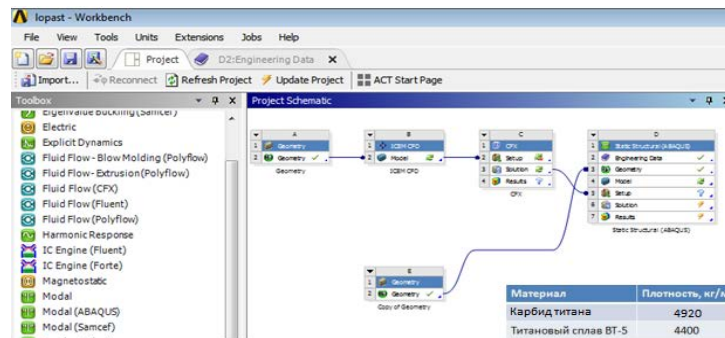 lopast - Workbench
File View Tools Units Extensions Jobs Help
Project D2:Engineering Data
Import... Reconnect Refresh Project Update Project ACT Start Page
Toolbox
Project Schematic
Eigenvalue Buckling (Samcef)
Electric
Explicit Dynamics
Fluid Flow - Blow Molding (Polyflow)
Fluid Flow - Extrusion (Polyflow)
Fluid Flow (CFX)
Fluid Flow (Fluent)
Fluid Flow (Polyflow)
Harmonic Response
IC Engine (Fluent)
IC Engine (Forte)
Magnetostatic
Modal
Modal (ABAQUS)
Modal (Samcef)
A
1 Geometry
2 Geometry
Geometry
B
1 ICEM CFD
2 Model
ICEM CFD
C
1 CFX
2 Setup
3 Solution
4 Results
CFX
D
1 Static Structural (ABAQUS)
2 Engineering Data
3 Geometry
4 Model
5 Setup
6 Solution
7 Results
Static Structural (ABAQUS)
E
1 Geometry
2 Geometry
Copy of Geometry
Материал Плотность, кг/м
Карбид титана 4920
Титановый сплав ВТ-5 4400